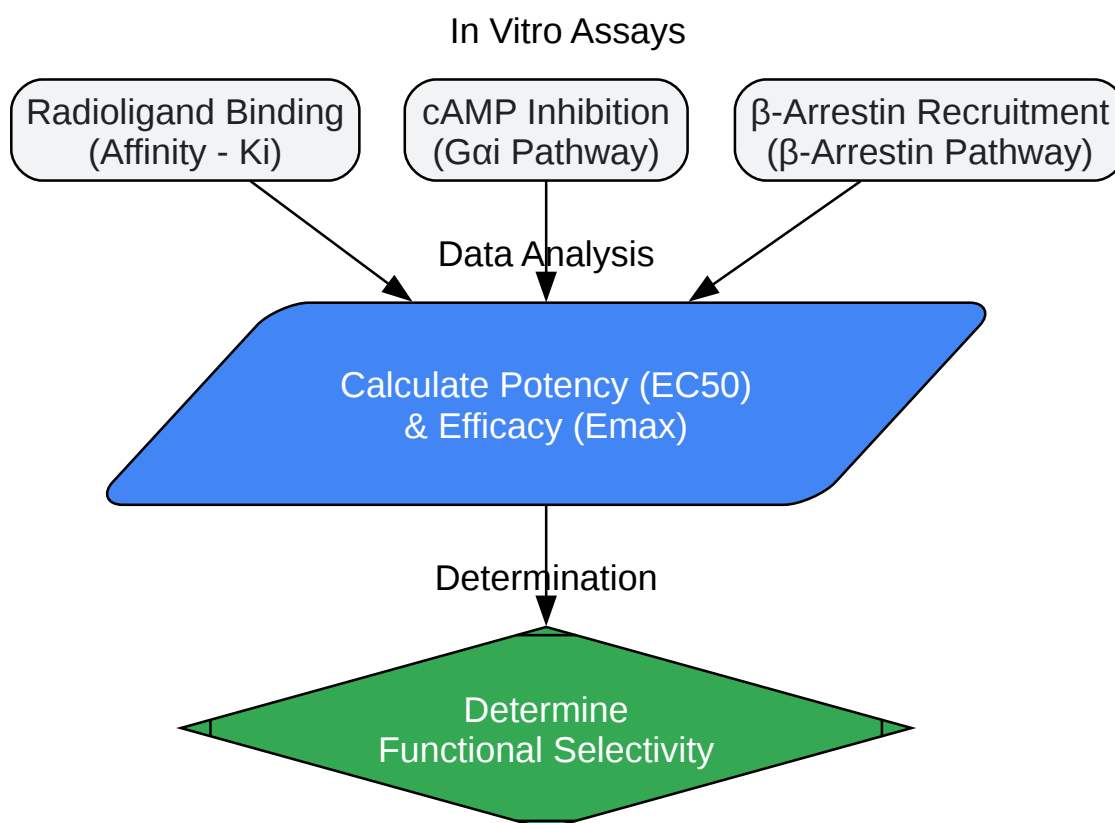 In Vitro Assays
Radioligand Binding
(Affinity - Ki)
cAMP Inhibition
(Gαi Pathway)
β-Arrestin Recruitment
(β-Arrestin Pathway)
Data Analysis
Calculate Potency (EC50)
& Efficacy (Emax)
Determination
Determine
Functional Selectivity